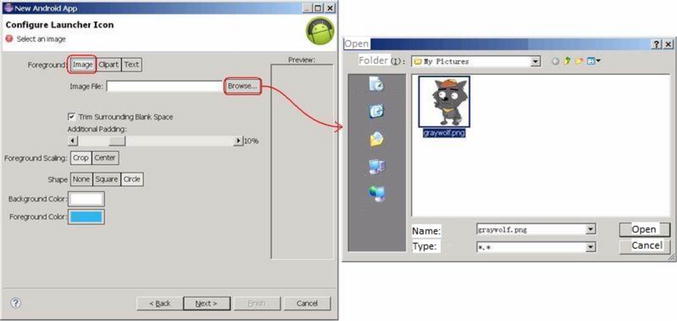 New Android App
Configure Launcher Icon
Select an image
Foreground: Image Clipart Text
Preview:
Image File: Browse...
Trim Surrounding Blank Space
Additional Padding:
10%
Foreground Scaling: Crop Center
Shape None Square Circle
Background Color:
Foreground Color:
? < Back Next > Finish Cancel
Open ?
Folder (I): My Pictures
graywolf.png
Name: graywolf.png Open
Type: *.* Cancel